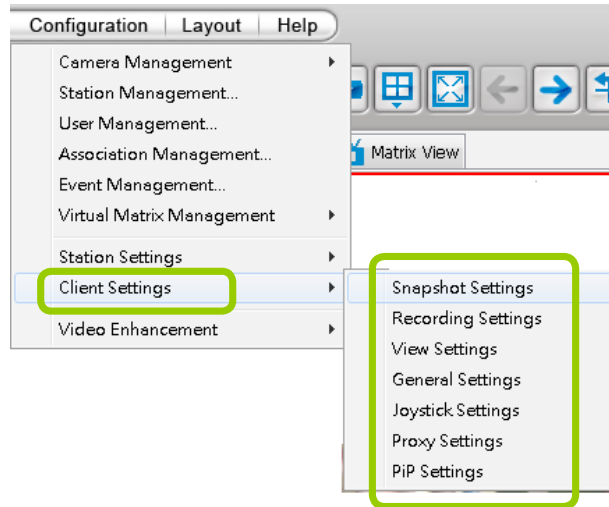 Configuration Layout Help
Camera Management
Station Management...
User Management...
Association Management...
Event Management...
Virtual Matrix Management
Station Settings
Client Settings
Video Enhancement
Matrix View
Snapshot Settings
Recording Settings
View Settings
General Settings
Joystick Settings
Proxy Settings
PiP Settings